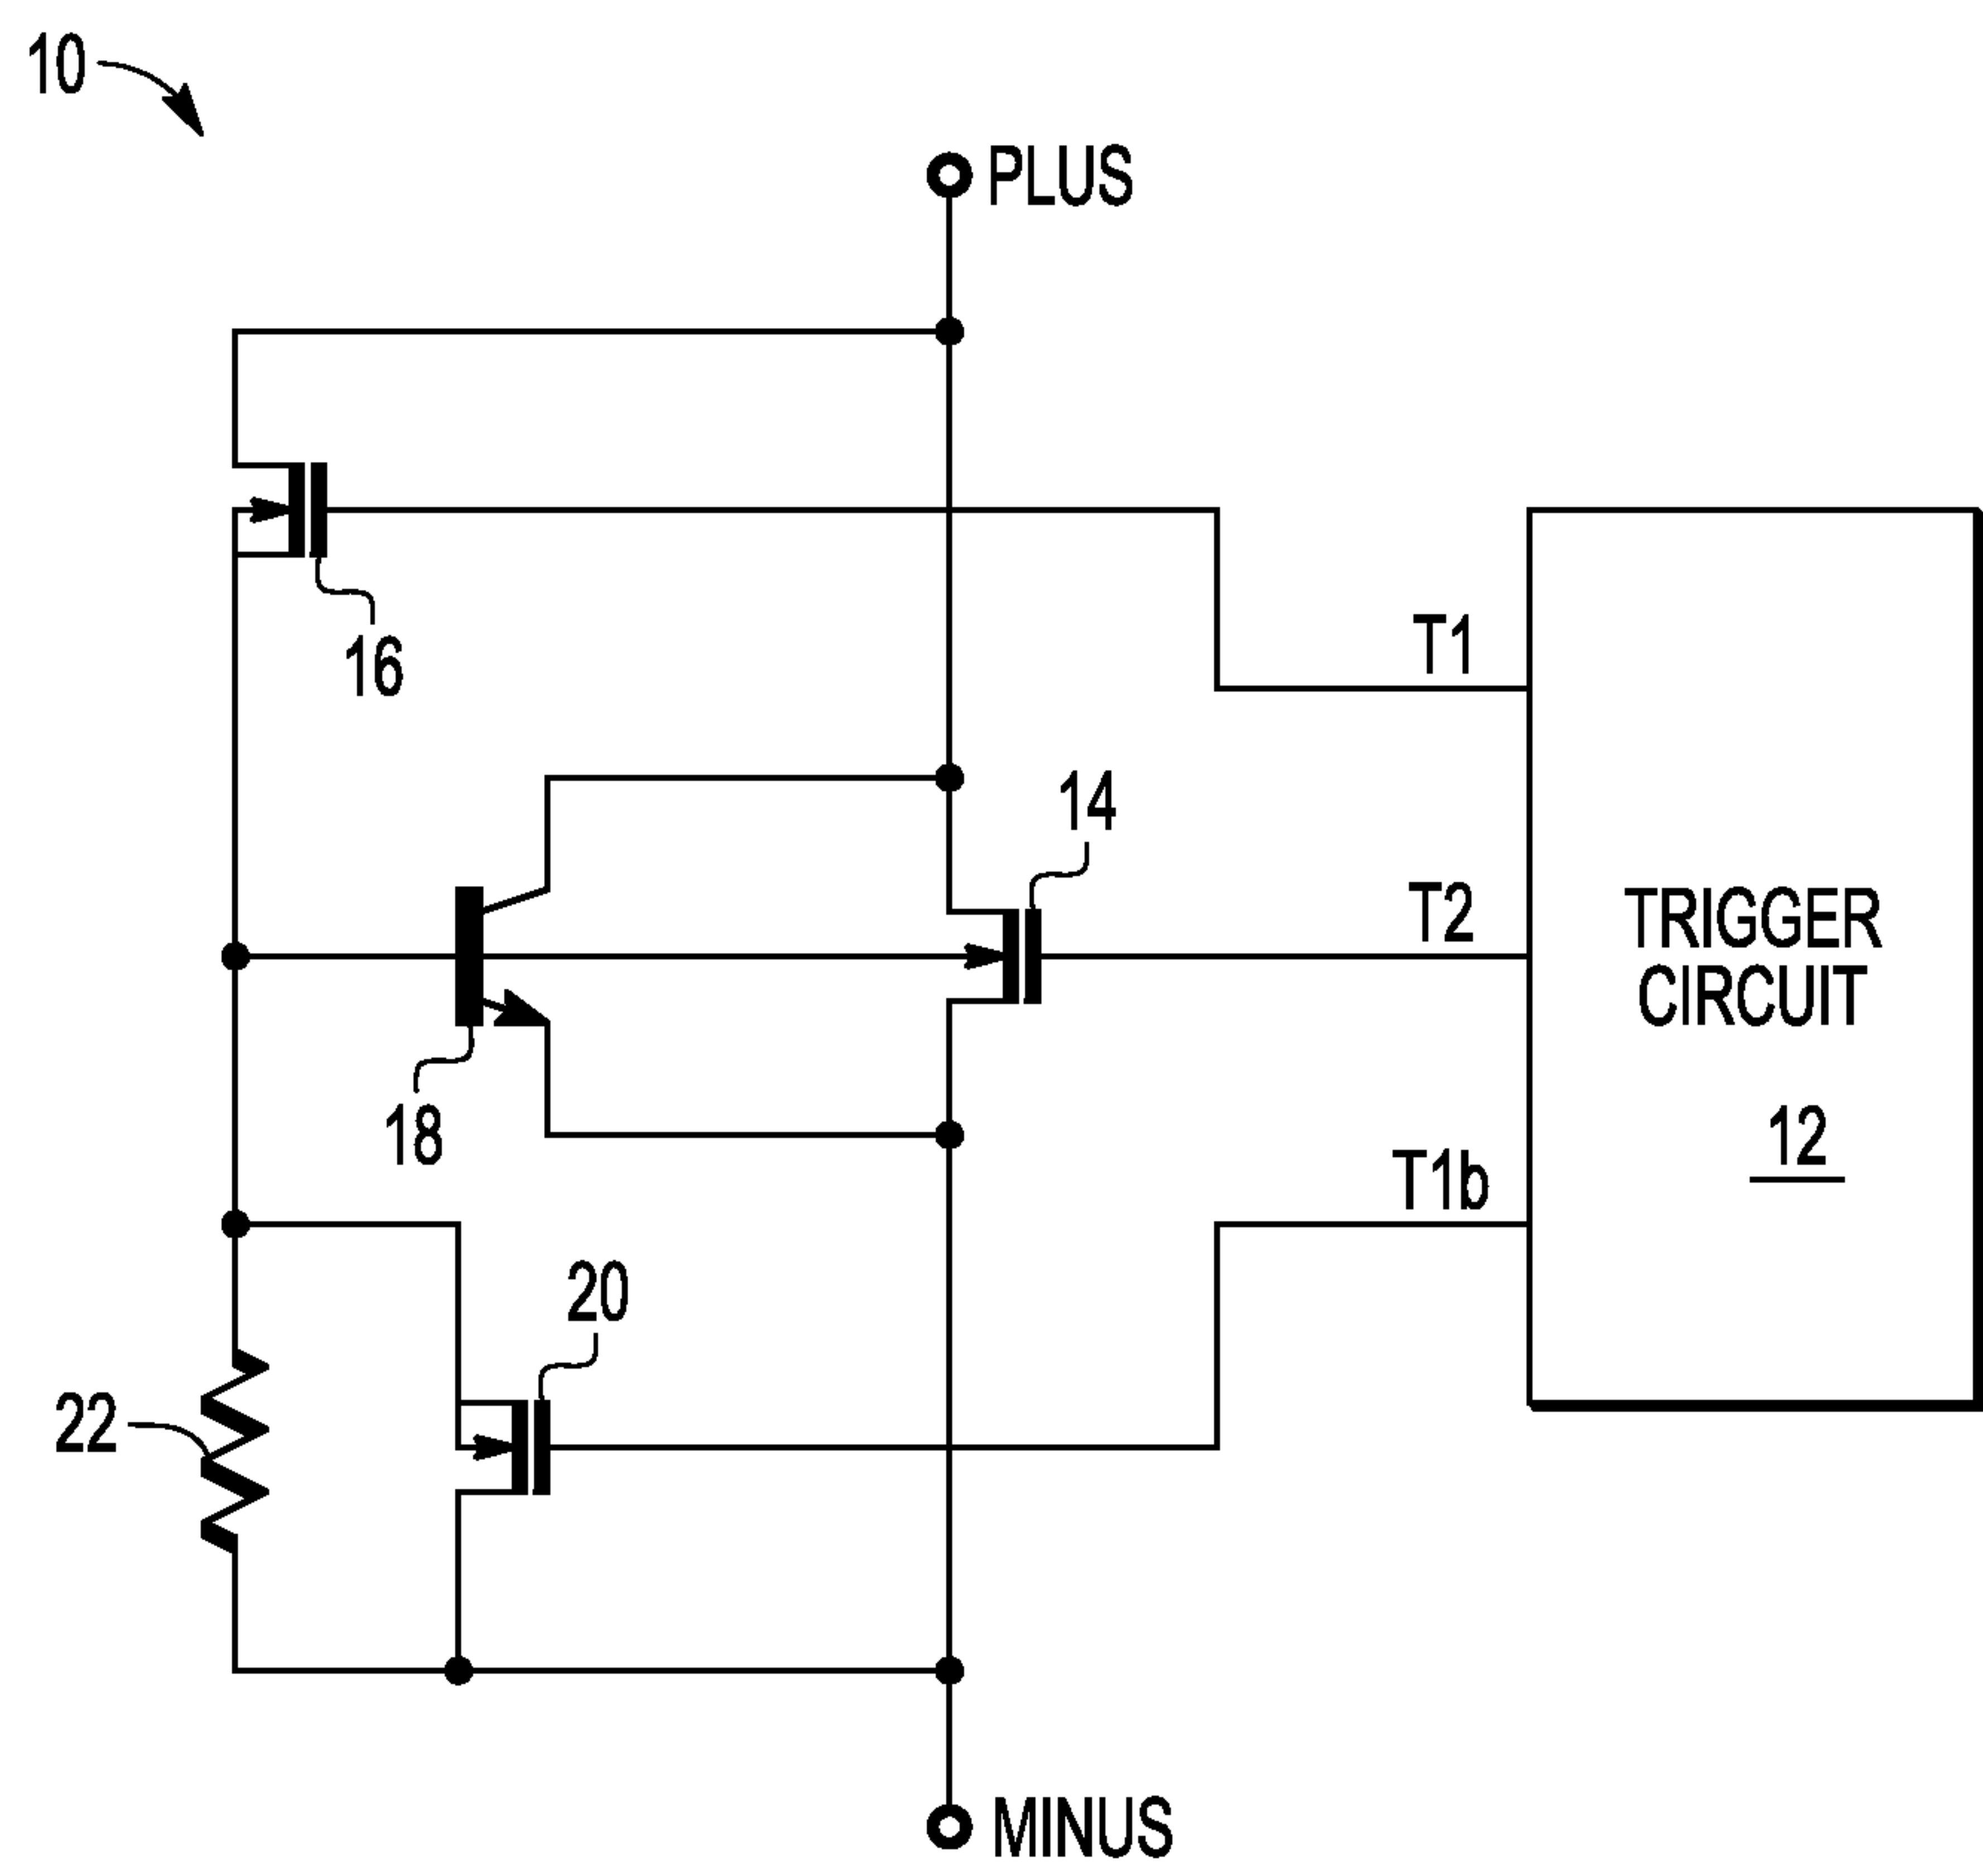 10
PLUS
16
T1
14
T2
TRIGGER
CIRCUIT
12
18
T1b
20
22
MINUS